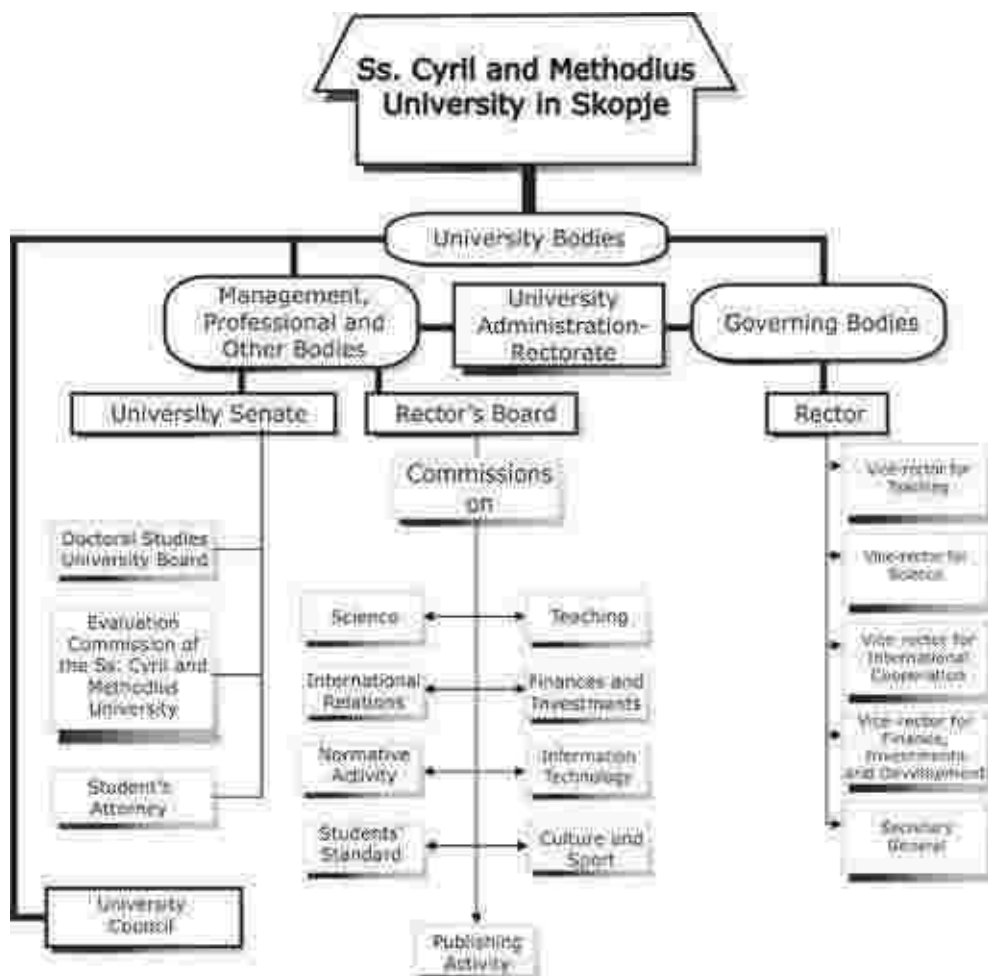 Ss. Cyril and Methodius
University in Skopje
University Bodies
Management,
Professional and
Other Bodies
University
Administration-
Rectorate
Governing Bodies
University Senate
Rector's Board
Rector
Commissions
on
Doctoral Studies
University Board
Evaluation
Commission of
the Ss. Cyril and
Methodius
University
Student's
Attorney
University
Council
Science
Teaching
International
Relations
Finances and
Investments
Normative
Activity
Information
Technology
Students'
Standard
Culture and
Sport
Publishing
Activity
Vice-rector for
Teaching
Vice-rector for
Science
Vice-rector for
International
Cooperation
Vice-rector for
Finance,
Investments
and Development
Secretary
General